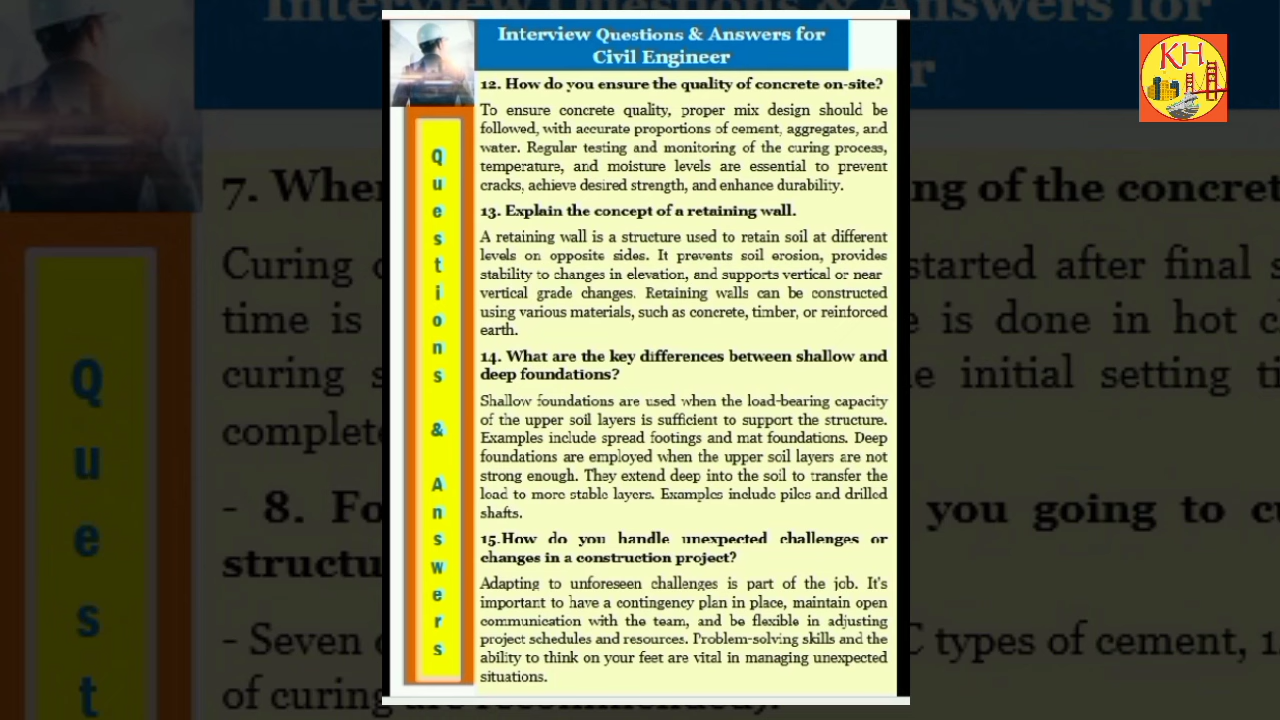 Interview Questions & Answers for
Civil Engineer
12. How do you ensure the quality of concrete on-site?
To ensure concrete quality, proper mix design should be
followed, with accurate proportions of cement, aggregates, and
water. Regular testing and monitoring of the curing process,
temperature, and moisture levels are essential to prevent
cracks, achieve desired strength, and enhance durability.
13. Explain the concept of a retaining wall.
A retaining wall is a structure used to retain soil at different
levels on opposite sides. It prevents soil erosion, provides
stability to changes in elevation, and supports vertical or near
vertical grade changes. Retaining walls can be constructed
using various materials, such as concrete, timber, or reinforced
earth.
14. What are the key differences between shallow and
deep foundations?
Shallow foundations are used when the load-bearing capacity
of the upper soil layers is sufficient to support the structure.
Examples include spread footings and mat foundations. Deep
foundations are employed when the upper soil layers are not
strong enough. They extend deep into the soil to transfer the
load to more stable layers. Examples include piles and drilled
shafts.
15.How do you handle unexpected challenges or
changes in a construction project?
Adapting to unforeseen challenges is part of the job. It's
important to have a contingency plan in place, maintain open
communication with the team, and be flexible in adjusting
project schedules and resources. Problem-solving skills and the
ability to think on your feet are vital in managing unexpected
situations.
Questions & Answers
KH
7. Whe
ng of the concret
Curing
started after final
time is
is done in hot
curing
initial setting
complet
- 8. Fo
you going to
structu
- Seven
types of cement,
of curing
Quest